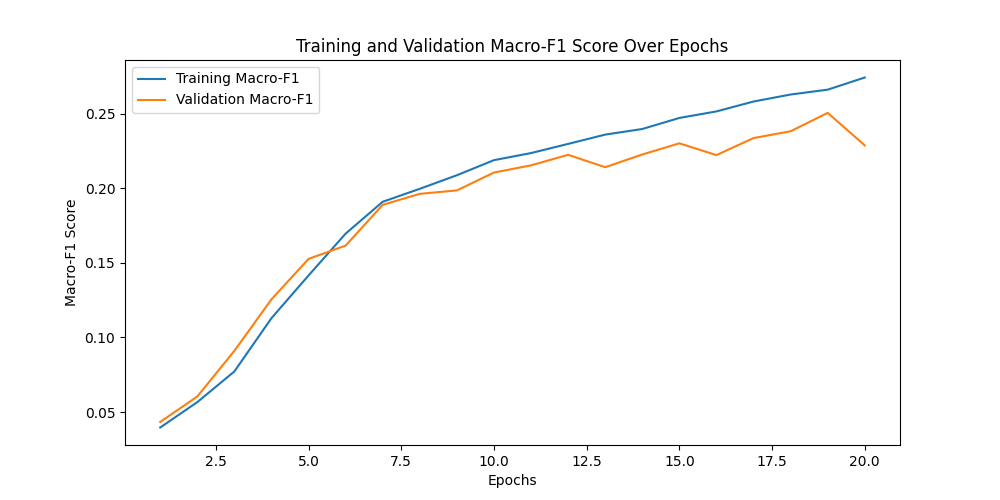 Training and Validation Macro-F1 Score Over Epochs
Training Macro-F1
Validation Macro-F1
Macro-F1 Score
0.25
0.20
0.15
0.10
0.05
2.5 5.0 7.5 10.0 12.5 15.0 17.5 20.0
Epochs